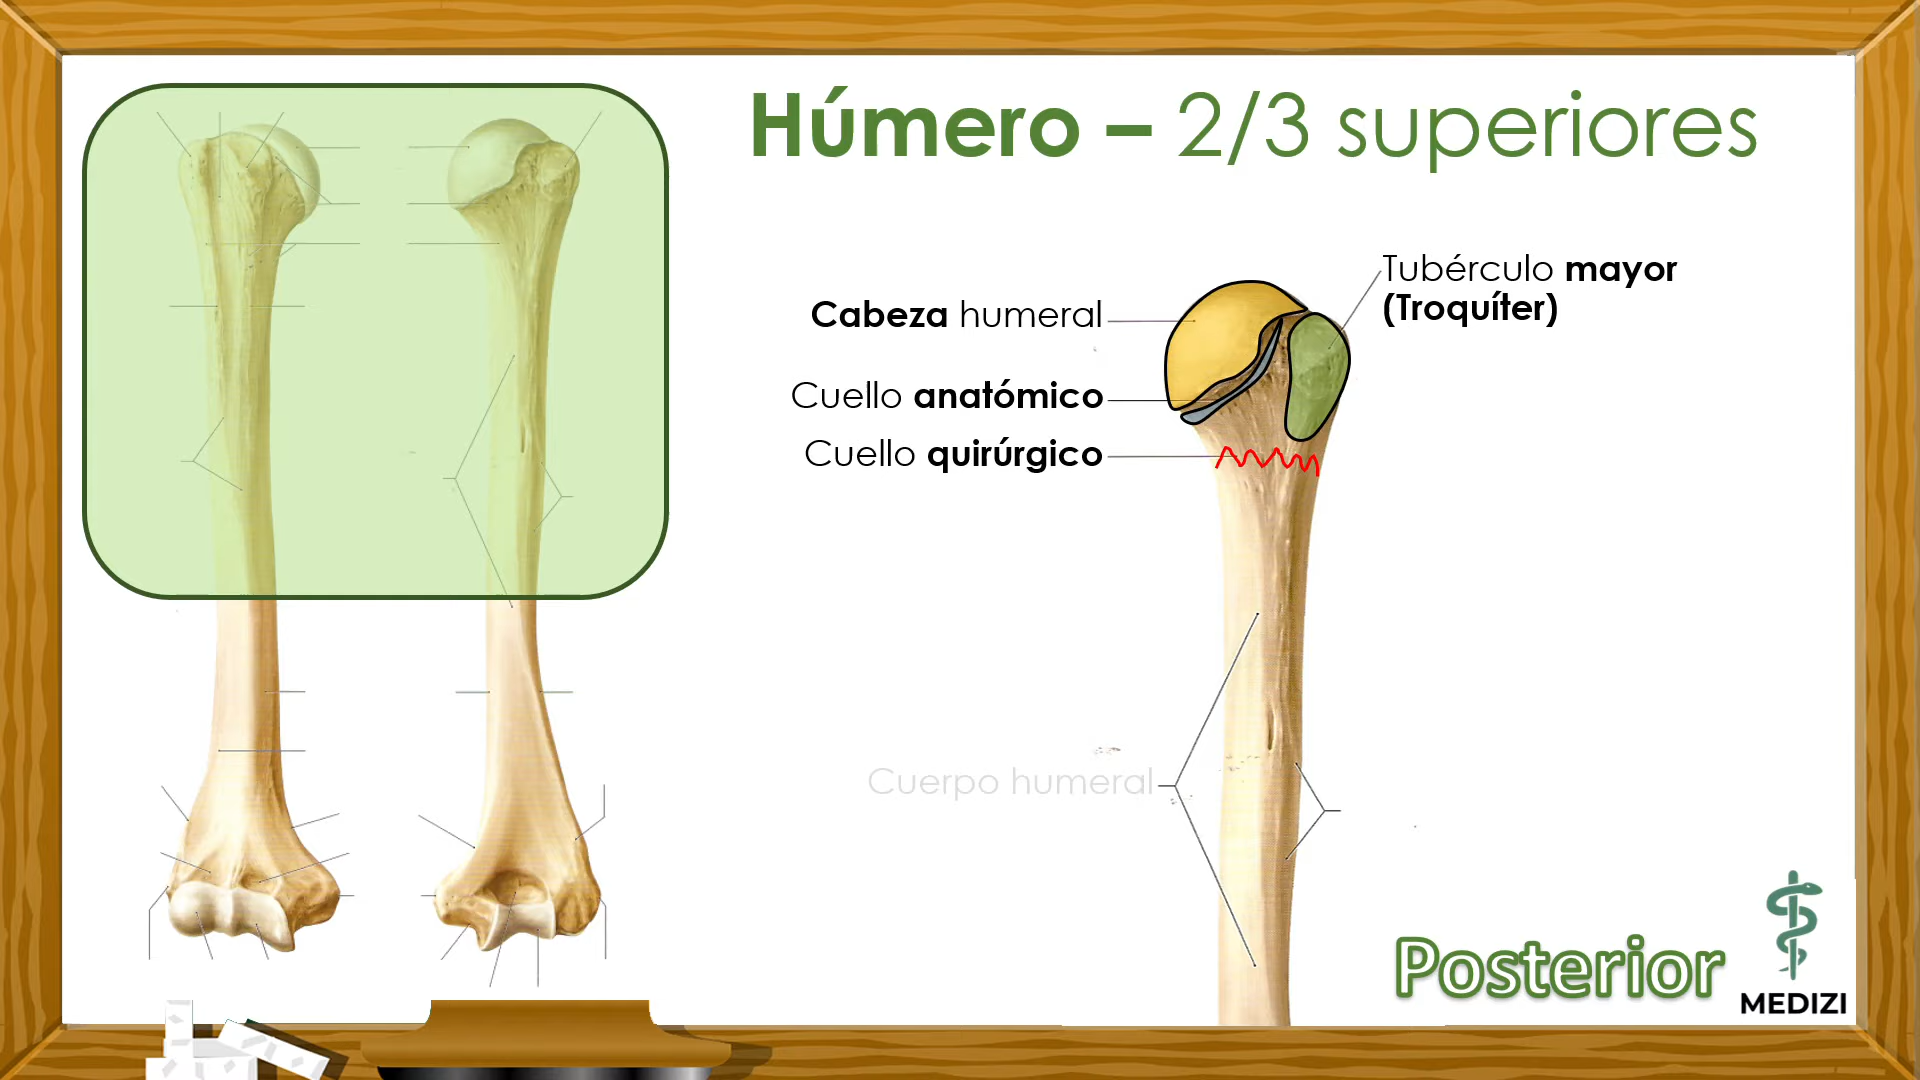 Húmero – 2/3 superiores
Tubérculo mayor
(Troquíter)
Cabeza humeral
Cuello anatómico
Cuello quirúrgico
Cuerpo humeral
Posterior
MEDIZI